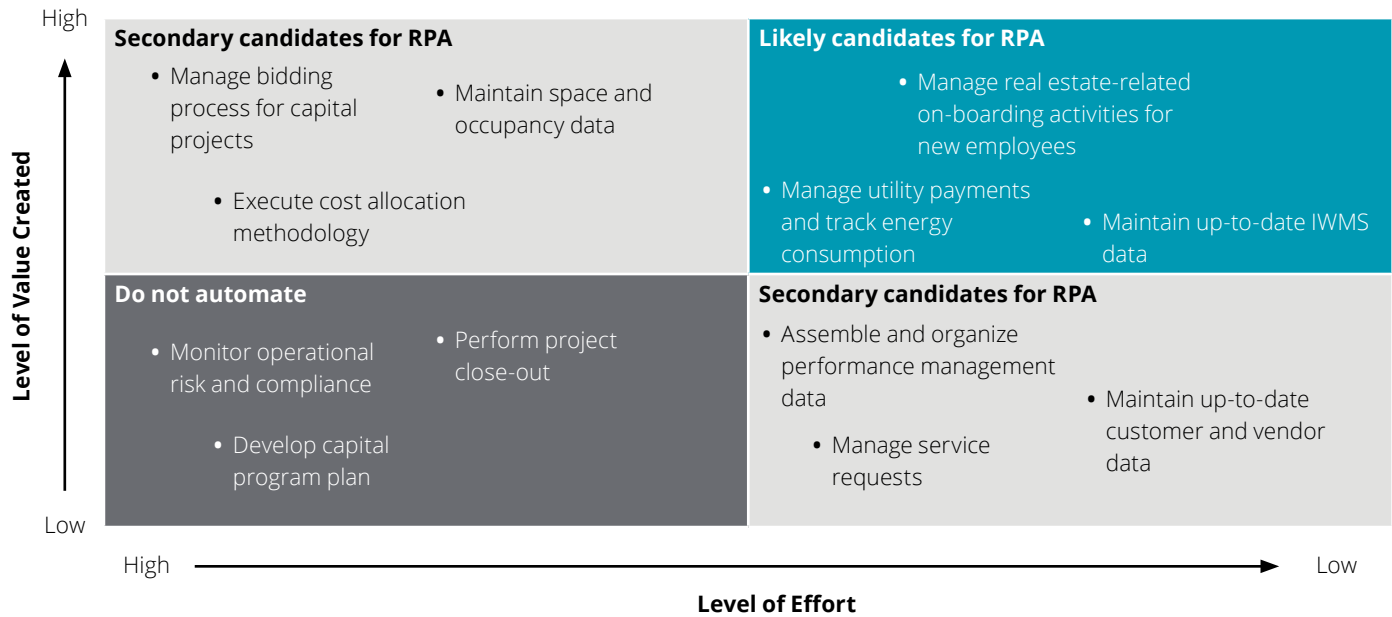 High
Level of Value Created
Low
Secondary candidates for RPA
• Manage bidding
process for capital
projects
• Maintain space and
occupancy data
• Execute cost allocation
methodology
Likely candidates for RPA
• Manage real estate-related
on-boarding activities for
new employees
• Manage utility payments
and track energy
consumption
• Maintain up-to-date IWMS
data
Do not automate
• Monitor operational
risk and compliance
• Perform project
close-out
• Develop capital
program plan
Secondary candidates for RPA
• Assemble and organize
performance management
data
• Manage service
requests
• Maintain up-to-date
customer and vendor
data
High
Low
Level of Effort